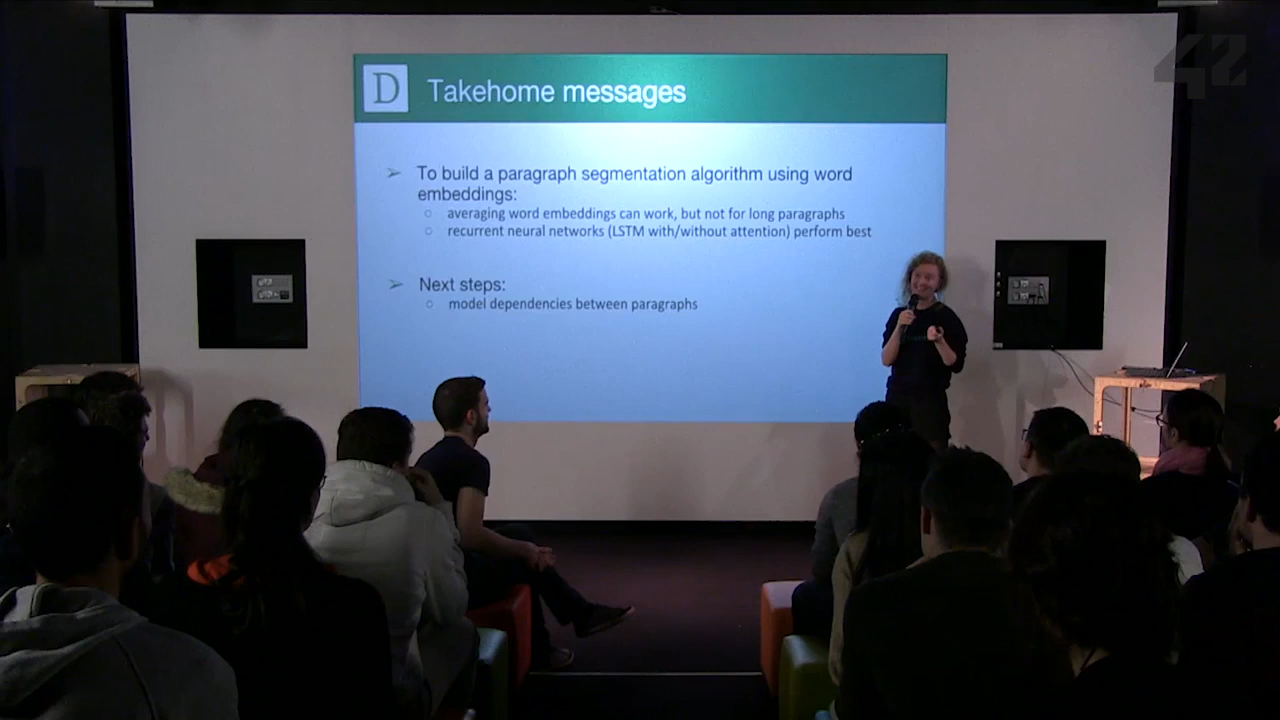 42
D Takehome messages
➢ To build a paragraph segmentation algorithm using word
embeddings:
○ averaging word embeddings can work, but not for long paragraphs
○ recurrent neural networks (LSTM with/without attention) perform best
➢ Next steps:
○ model dependencies between paragraphs